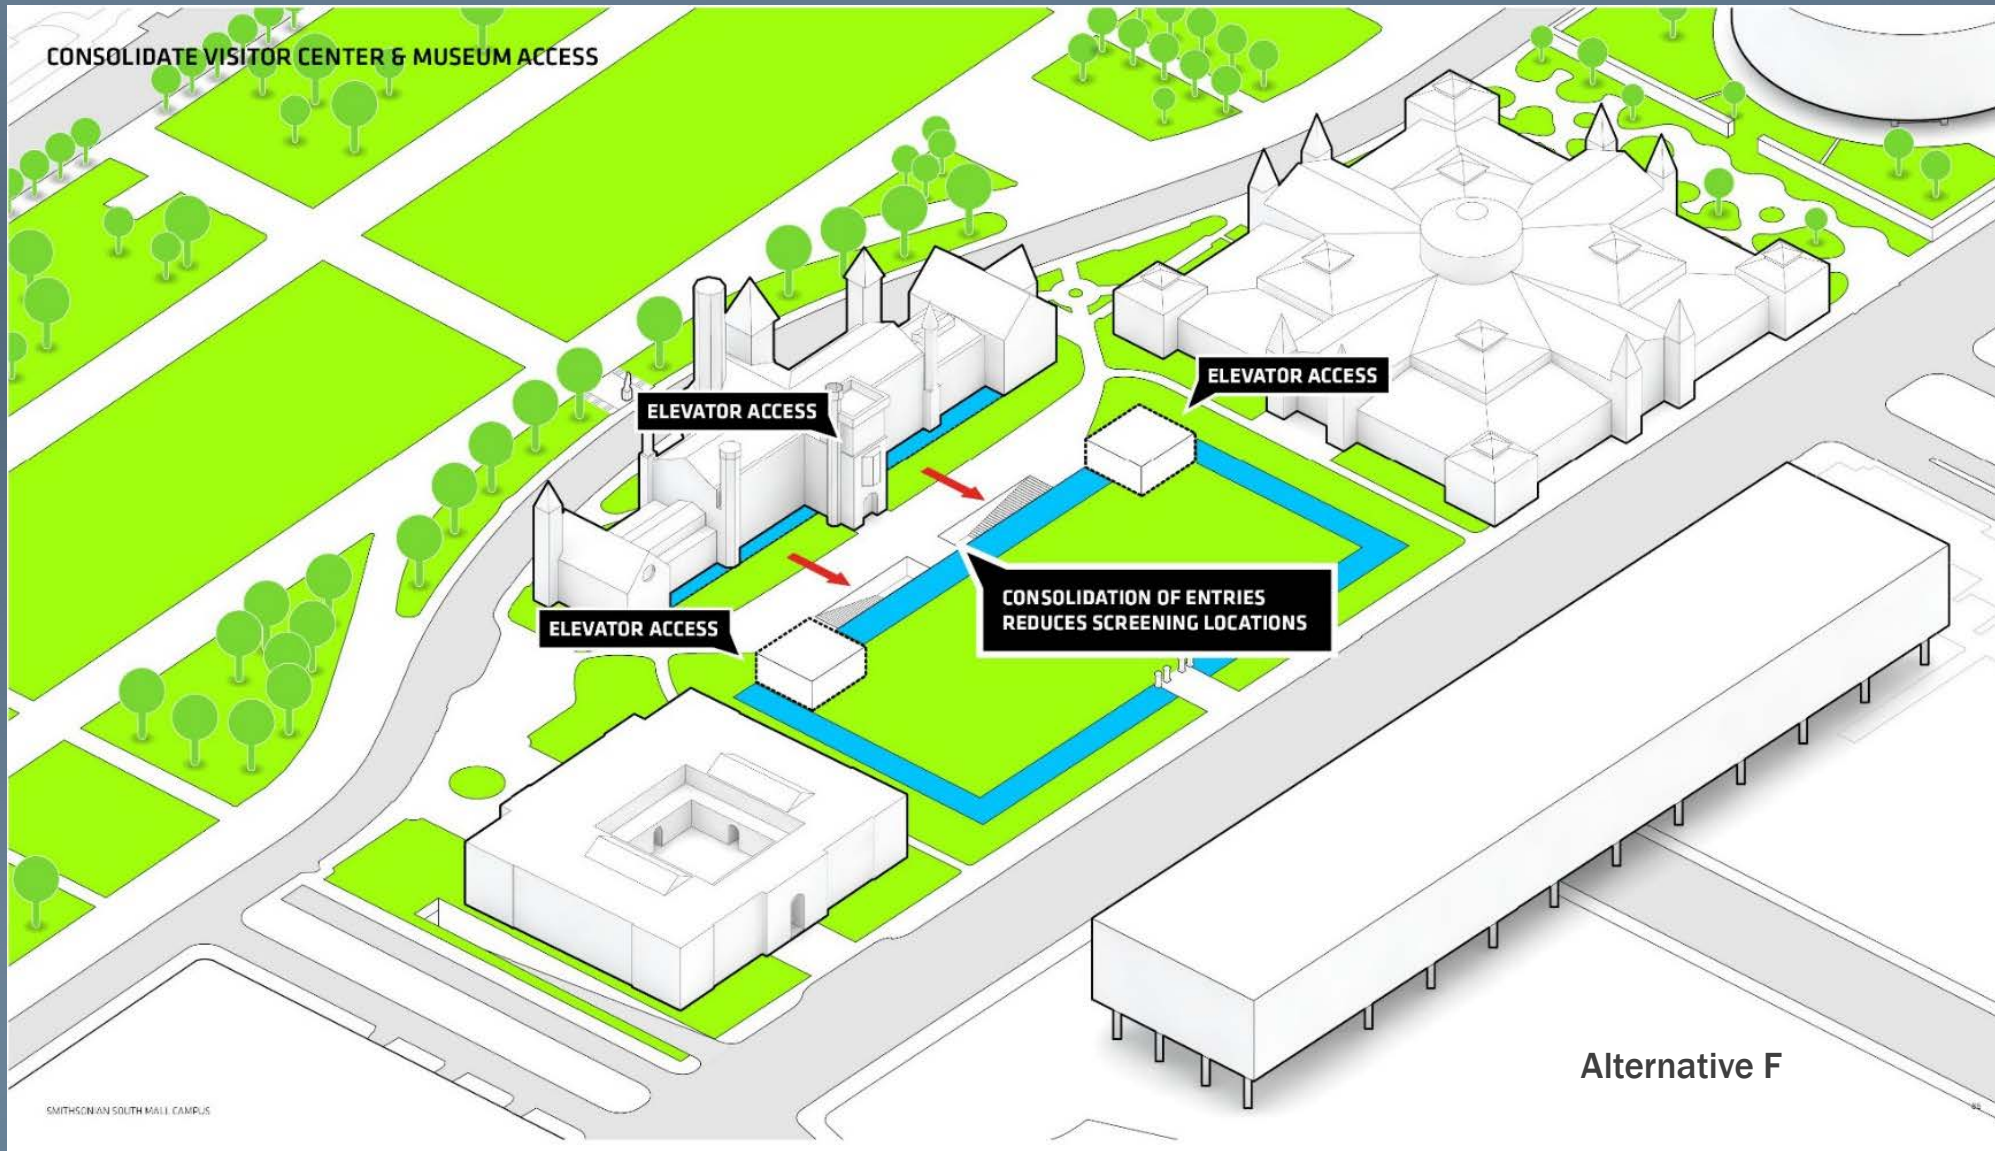 CONSOLIDATE VISITOR CENTER & MUSEUM ACCESS
ELEVATOR ACCESS
ELEVATOR ACCESS
CONSOLIDATION OF ENTRIES
REDUCES SCREENING LOCATIONS
ELEVATOR ACCESS
Alternative F
SMITHSONIAN SOUTH MALL CAMPUS